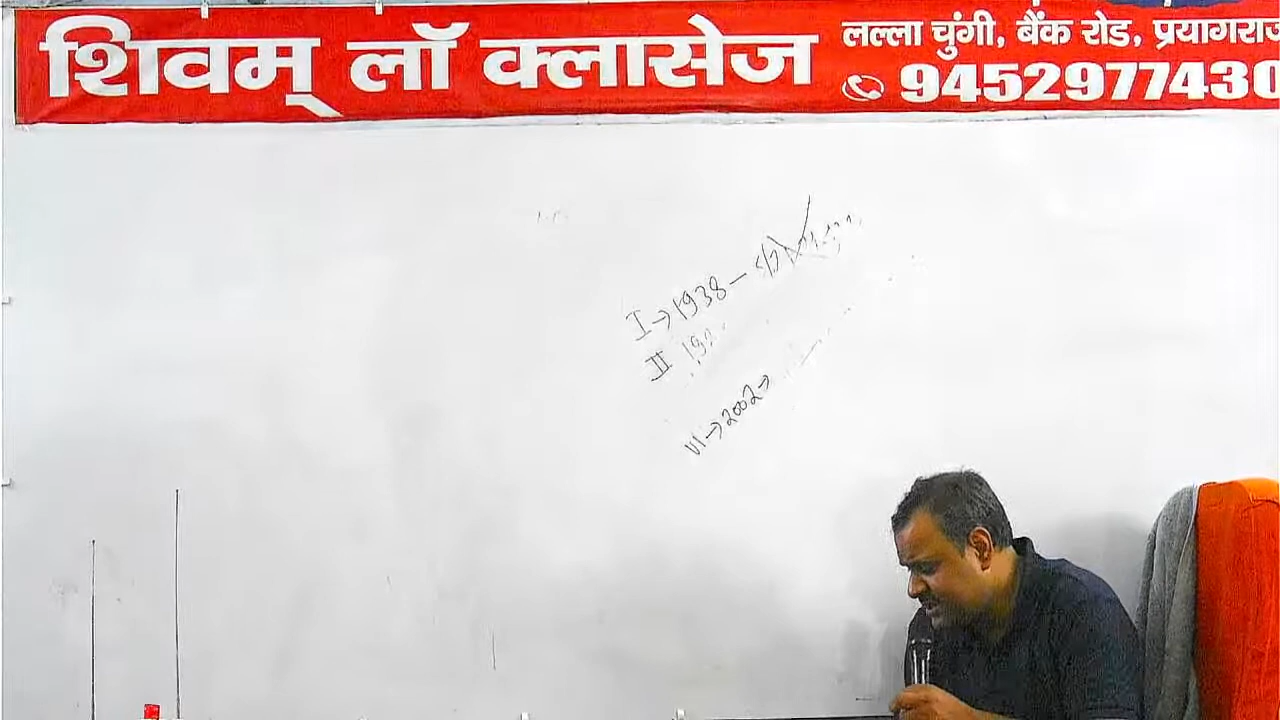 शिवम् लॉ क्लासेज
लल्ला चुंगी, बैंक रोड, प्रयागराज
9452977430
I → 1938 –
II 19
VI → 2002 →